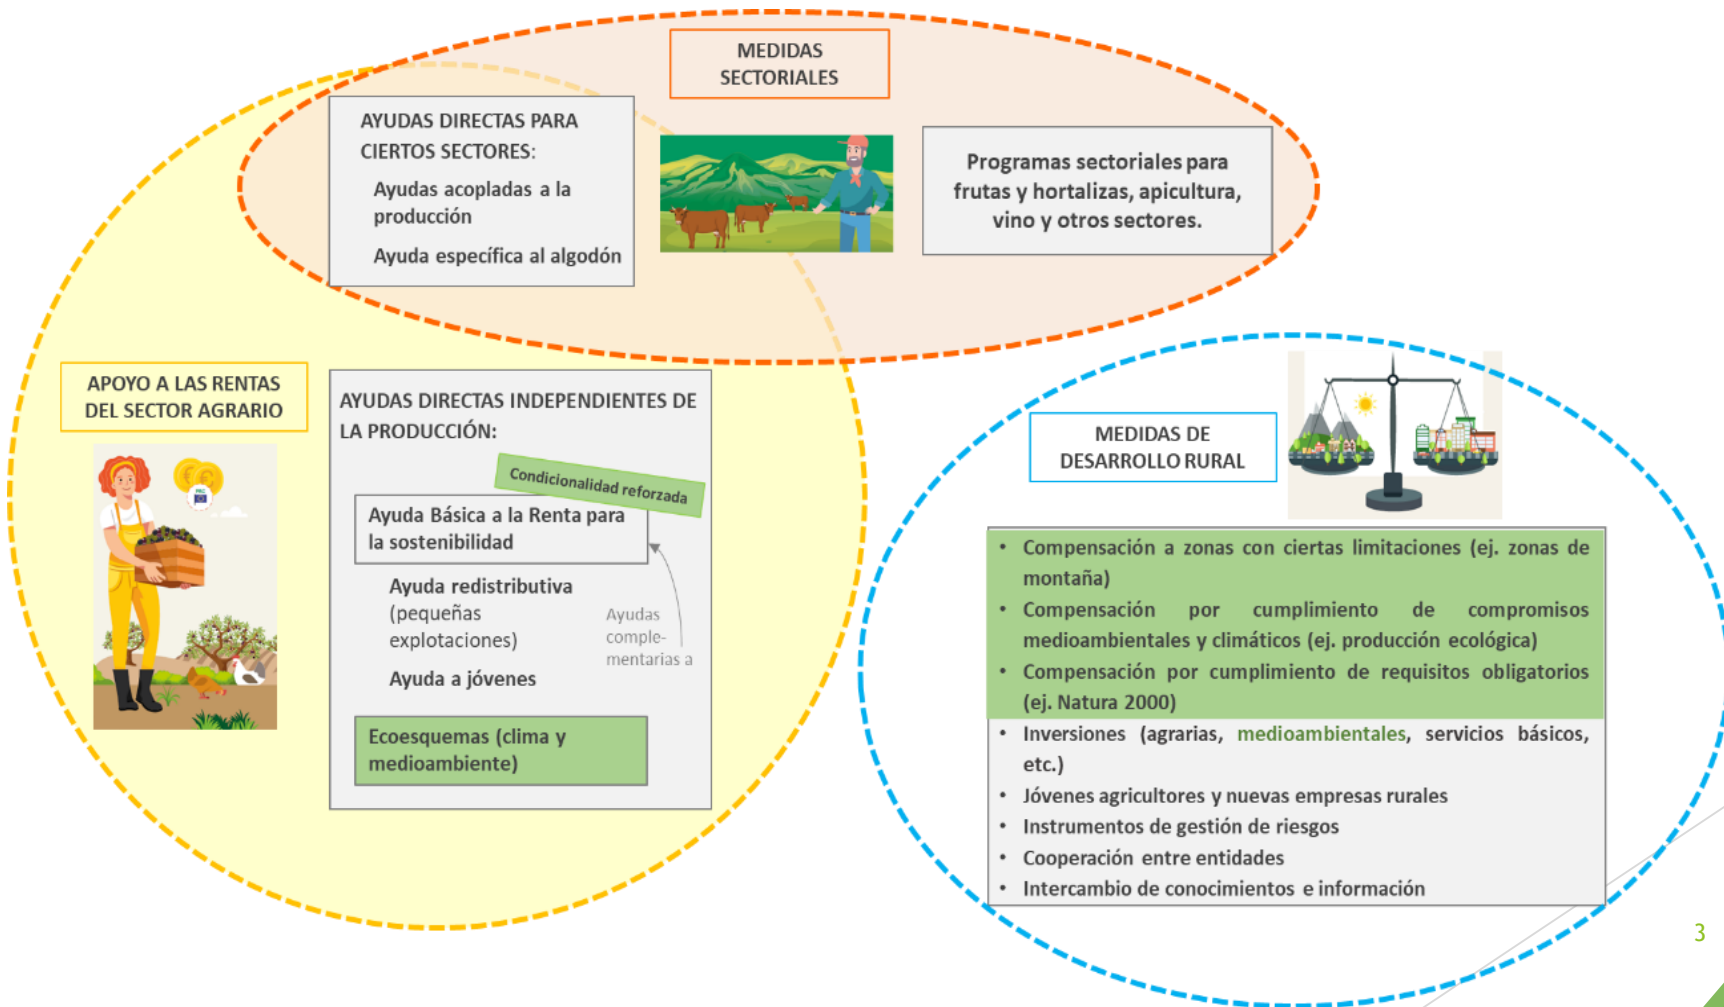 MEDIDAS
SECTORIALES
AYUDAS DIRECTAS PARA
CIERTOS SECTORES:
Ayudas acopladas a la
producción
Ayuda específica al algodón
Programas sectoriales para
frutas y hortalizas, apicultura,
vino y otros sectores.
APOYO A LAS RENTAS
DEL SECTOR AGRARIO
AYUDAS DIRECTAS INDEPENDIENTES DE
LA PRODUCCIÓN:
Condicionalidad reforzada
Ayuda Básica a la Renta para
la sostenibilidad
Ayuda redistributiva
(pequeñas
explotaciones)
Ayudas
comple-
mentarias a
Ayuda a jóvenes
Ecoesquemas (clima y
medioambiente)
MEDIDAS DE
DESARROLLO RURAL
• Compensación a zonas con ciertas limitaciones (ej. zonas de
montaña)
• Compensación por cumplimiento de compromisos
medioambientales y climáticos (ej. producción ecológica)
• Compensación por cumplimiento de requisitos obligatorios
(ej. Natura 2000)
• Inversiones (agrarias, medioambientales, servicios básicos,
etc.)
• Jóvenes agricultores y nuevas empresas rurales
• Instrumentos de gestión de riesgos
• Cooperación entre entidades
• Intercambio de conocimientos e información
3